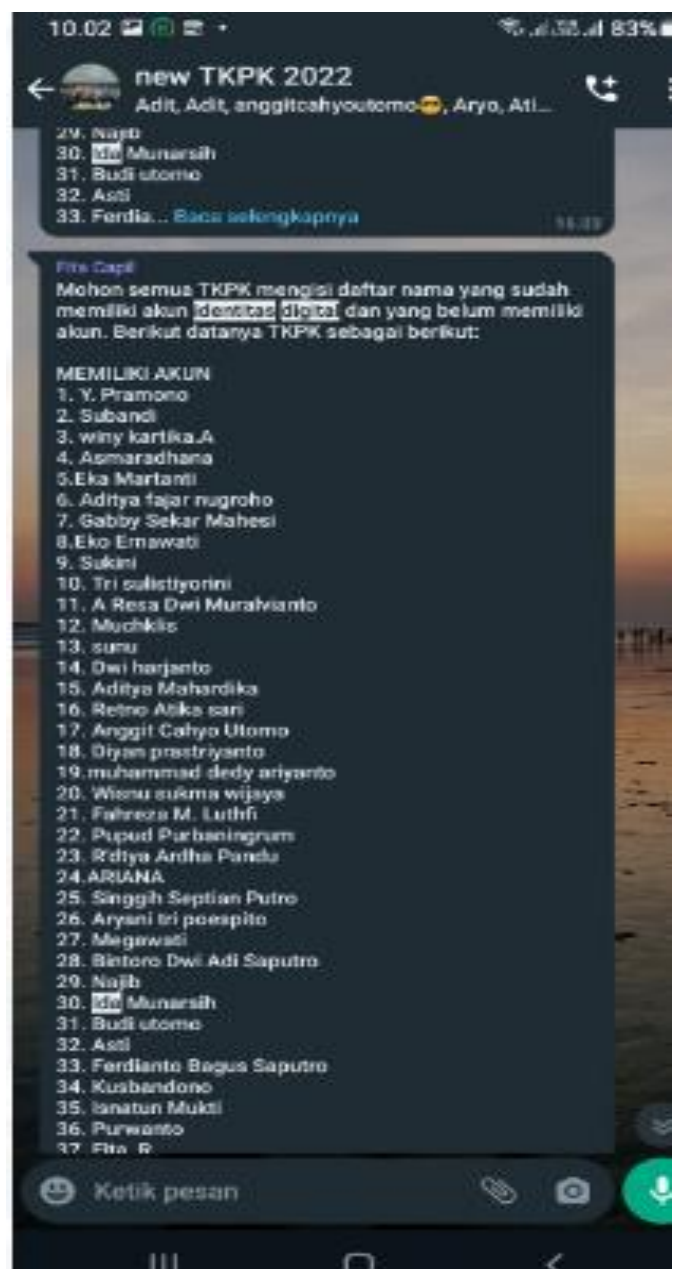 10.02
83%
new TKPK 2022
Adit, Adit, anggitcahyoutomo😎, Aryo, Ati...
29. Najib
30. Ida Munarsih
31. Budi utomo
32. Asti
33. Ferdia... Baca selengkapnya
Fita Capil
Mohon semua TKPK mengisi daftar nama yang sudah
memiliki akun identitas digital dan yang belum memiliki
akun. Berikut datanya TKPK sebagai berikut:
MEMILIKI AKUN
1. Y. Pramono
2. Subandi
3. winy kartika.A
4. Asmaradhana
5.Eka Martanti
6. Aditya fajar nugroho
7. Gabby Sekar Mahesi
8.Eko Ernawati
9. Sukini
10. Tri sulistiyorini
11. A Resa Dwi Muralvianto
12. Muchklis
13. sunu
14. Dwi harjanto
15. Aditya Mahardika
16. Retno Atika sari
17. Anggit Cahyo Utomo
18. Diyan prastriyanto
19.muhammad dedy ariyanto
20. Wisnu sukma wijaya
21. Fahreza M. Luthfi
22. Pupud Purbaningrum
23. R'dtya Ardha Pandu
24.ARIANA
25. Singgih Septian Putro
26. Aryani tri poespito
27. Megawati
28. Bintoro Dwi Adi Saputro
29. Najib
30. Ida Munarsih
31. Budi utomo
32. Asti
33. Ferdianto Bagus Saputro
34. Kusbandono
35. Isnatun Mukti
36. Purwanto
37. Fita. R
Ketik pesan